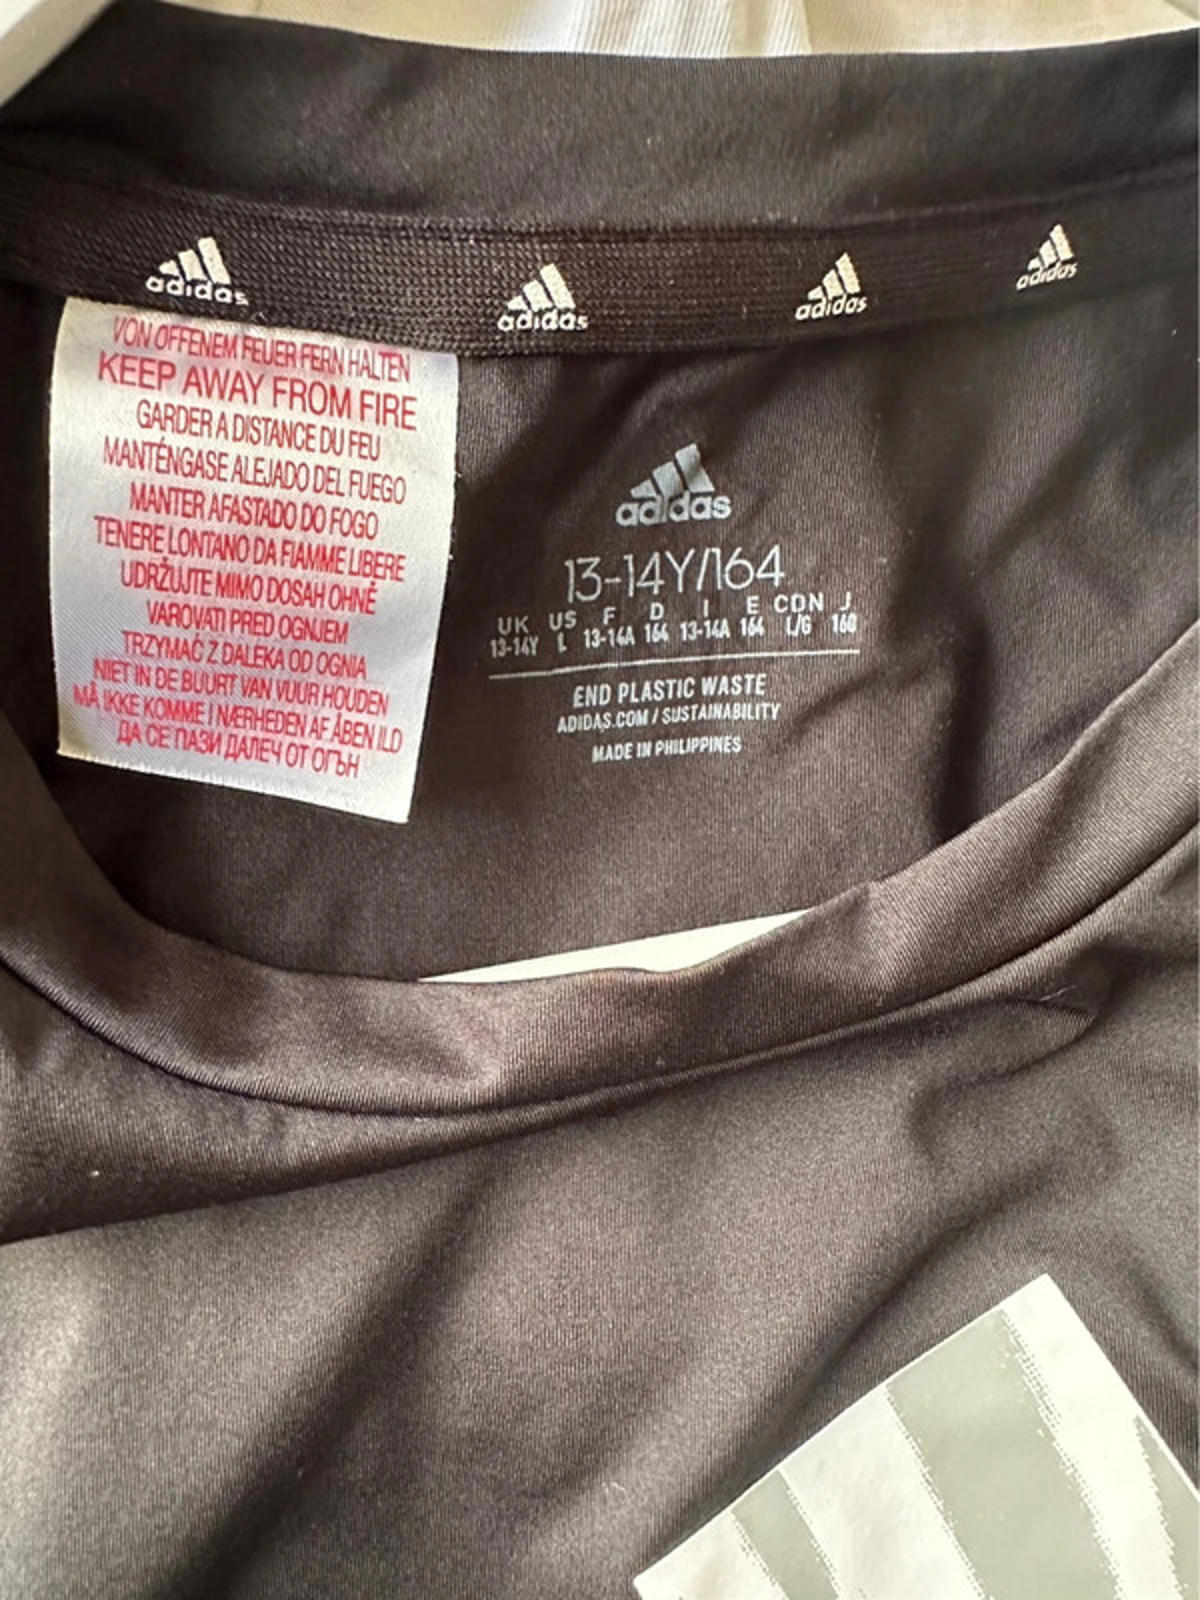 adidas
adidas
adidas
adidas
VON OFFENEM FEUER FERN HALTEN
KEEP AWAY FROM FIRE
GARDER A DISTANCE DU FEU
MANTÉNGASE ALEJADO DEL FUEGO
MANTER AFASTADO DO FOGO
TENERE LONTANO DA FIAMME LIBERE
UDRŽUJTE MIMO DOSAH OHNĚ
VAROVATI PRED OGNJEM
TRZYMAĆ Z DALEKA OD OGNIA
NIET IN DE BUURT VAN VUUR HOUDEN
MÅ IKKE KOMME I NÆRHEDEN AF ÅBEN ILD
ДА СЕ ПАЗИ ДАЛЕЧ ОТ ОГЪН
adidas
13-14Y/164
UK US F D I E CDN J
13-14Y L 13-14A 164 13-14A 164 L/G 160
END PLASTIC WASTE
ADIDAS.COM / SUSTAINABILITY
MADE IN PHILIPPINES